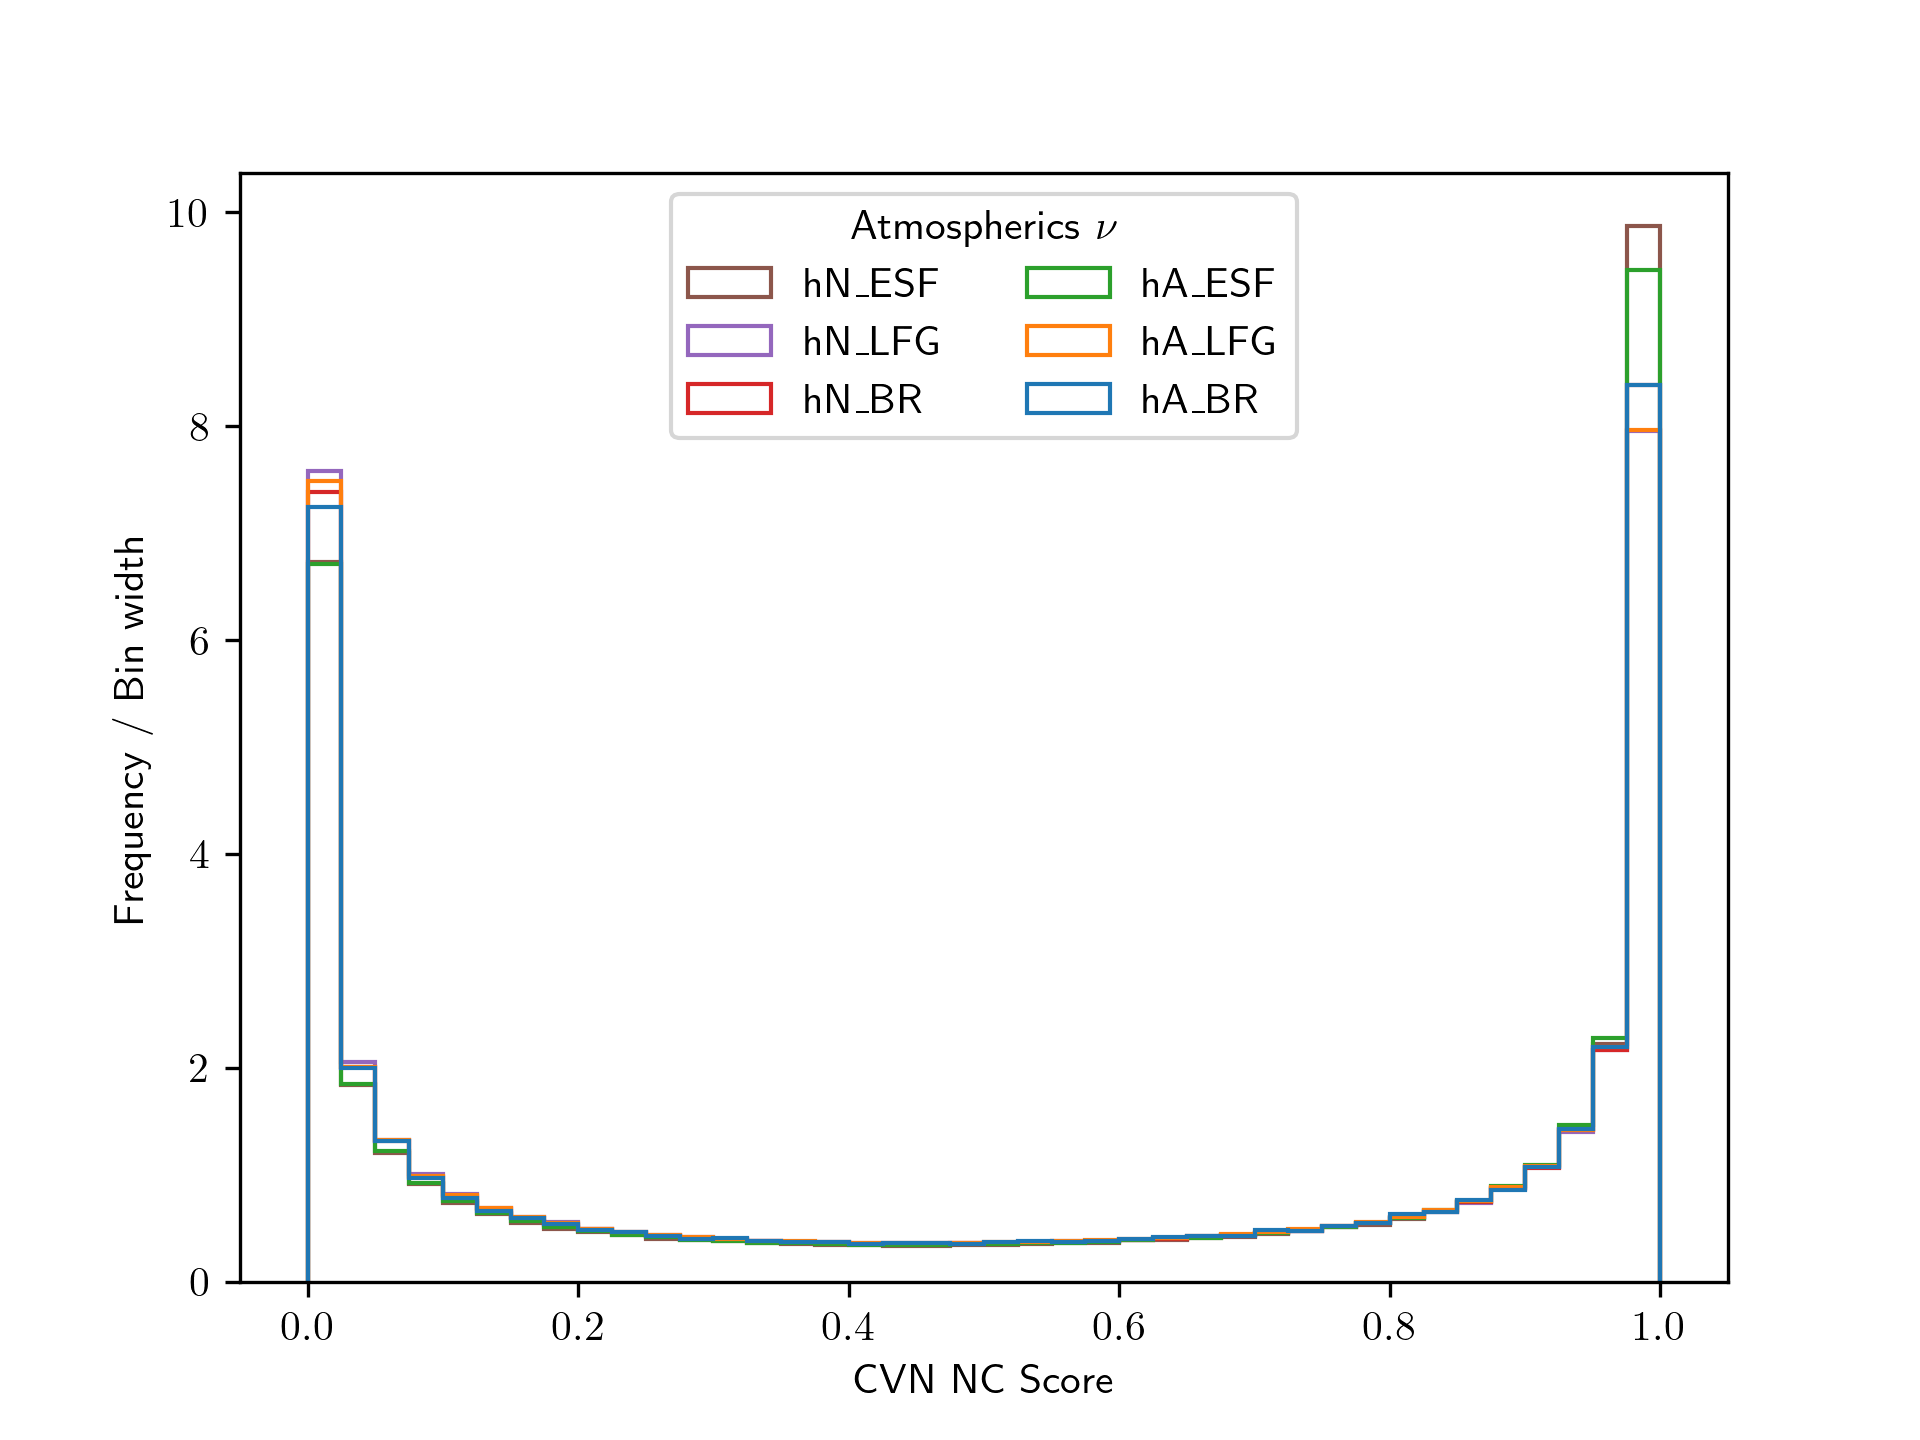 Atmospherics ν
hN_ESF hA_ESF
hN_LFG hA_LFG
hN_BR hA_BR
10
8
6
4
2
0
Frequency / Bin width
0.0 0.2 0.4 0.6 0.8 1.0
CVN NC Score